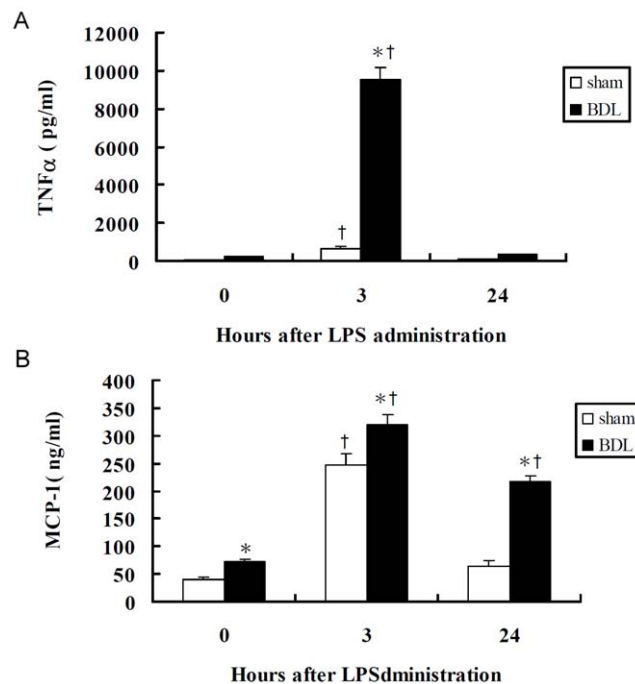 A
TNFα ( pg/ml)
12000
10000
8000
6000
4000
2000
0
*†
†
sham
BDL
0 3 24
Hours after LPS administration
B
MCP-1( ng/ml)
400
350
300
250
200
150
100
50
0
*
†
*†
*†
sham
BDL
0 3 24
Hours after LPSdministration